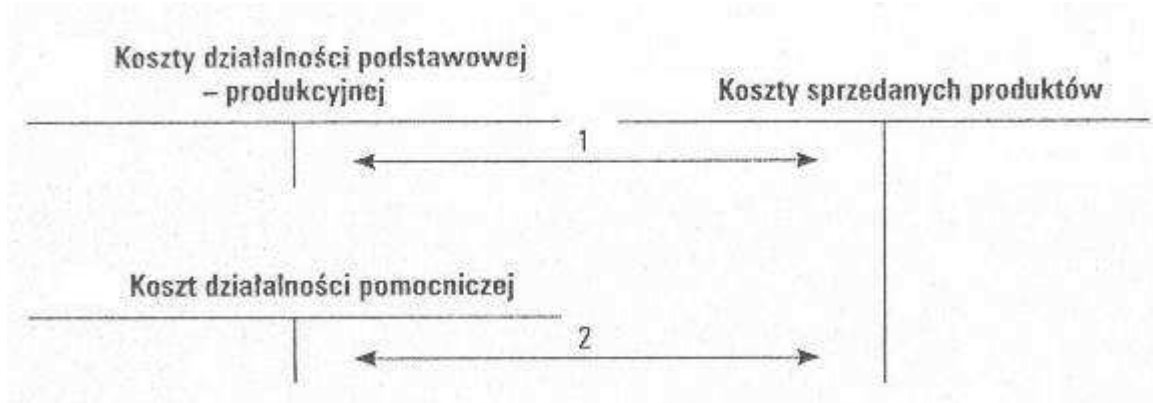 Koszty działalności podstawowej
– produkcyjnej
Koszty sprzedanych produktów
1
Koszt działalności pomocniczej
2